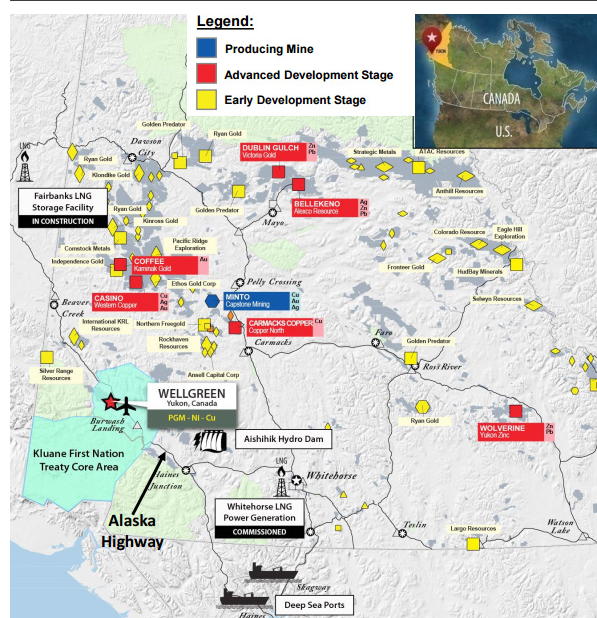 Legend:
Producing Mine
Advanced Development Stage
Early Development Stage
YUKON
CANADA
U.S.
Golden Predator
Ryan Gold
Dawson
City
LNG
Ryan Gold
Klondike Gold
DUBLIN GULCH
Victoria Gold
Zn
Pb
Strategic Metals
ATAC Resources
Anthill Resources
Fairbanks LNG
Storage Facility
IN CONSTRUCTION
Ryan Gold
Kinross Gold
Golden Predator
BELLEKENO
Alexco Resource
Ag
Zn
Pb
Mayo
Comstock Metals
Pacific Ridge
Exploration
Colorado Resource
Eagle Hill
Exploration
Independence Gold
COFFEE
Kaminak Gold
Au
Fronteer Gold
HudBay Minerals
Ethos Gold Corp
Pelly Crossing
CASINO
Western Copper
Cu
Ag
Au
MINTO
Capstone Mining
Cu
Au
Ag
Selwyn Resources
Beaver
Creek
International KRL
Resources
Northern Freegold
CARMACKS COPPER
Copper North
Cu
Rockhaven
Resources
Carmacks
Faro
Golden Predator
Ross River
Silver Range
Resources
Ansell Capital Corp
WELLGREEN
Yukon, Canada
PGM - Ni - Cu
Burwash
Landing
Ryan Gold
WOLVERINE
Yukon Zinc
Zn
Pb
Aishihik Hydro Dam
Kluane First Nation
Treaty Core Area
LNG
Haines
Junction
Whitehorse
Alaska
Highway
Whitehorse LNG
Power Generation
COMMISSIONED
Teslin
Largo Resources
Watson
Lake
Skagway
Deep Sea Ports
Haines